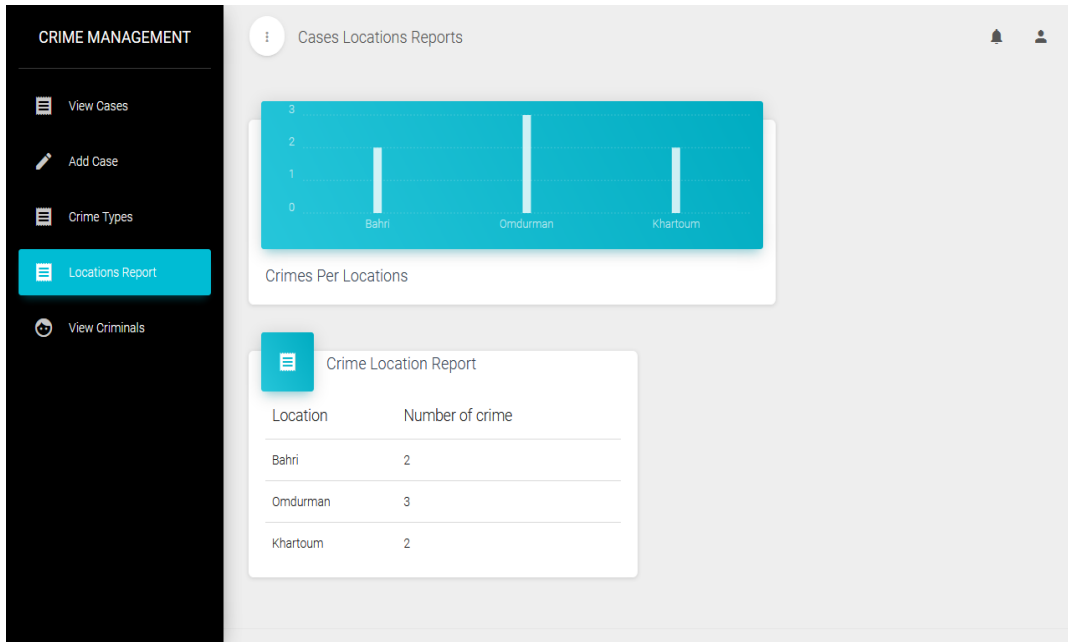 CRIME MANAGEMENT
View Cases
Add Case
Crime Types
Locations Report
View Criminals
Cases Locations Reports
3
2
1
0
Bahri Omdurman Khartoum
Crimes Per Locations
Crime Location Report
Location Number of crime
Bahri 2
Omdurman 3
Khartoum 2